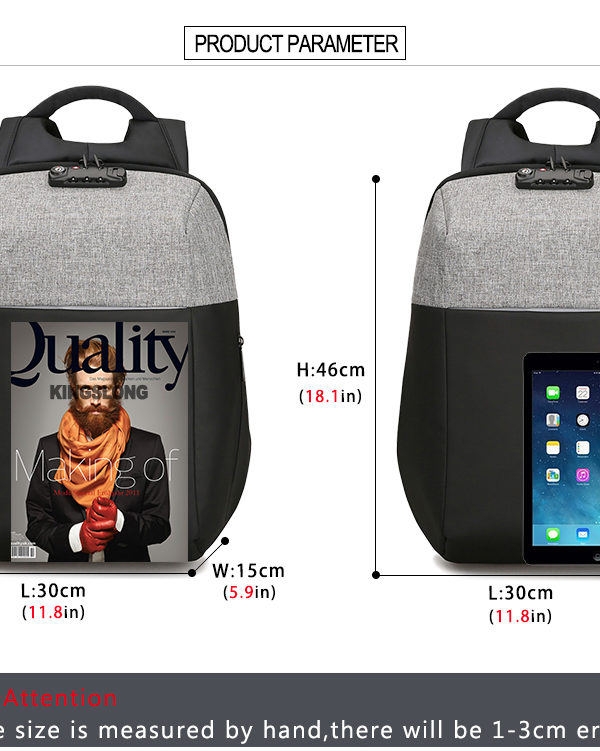 PRODUCT PARAMETER
Quality
KINGSLONG
Making of
H:46cm
(18.1in)
W:15cm
(5.9in)
L:30cm
(11.8in)
L:30cm
(11.8in)
Attention
e size is measured by hand,there will be 1-3cm er